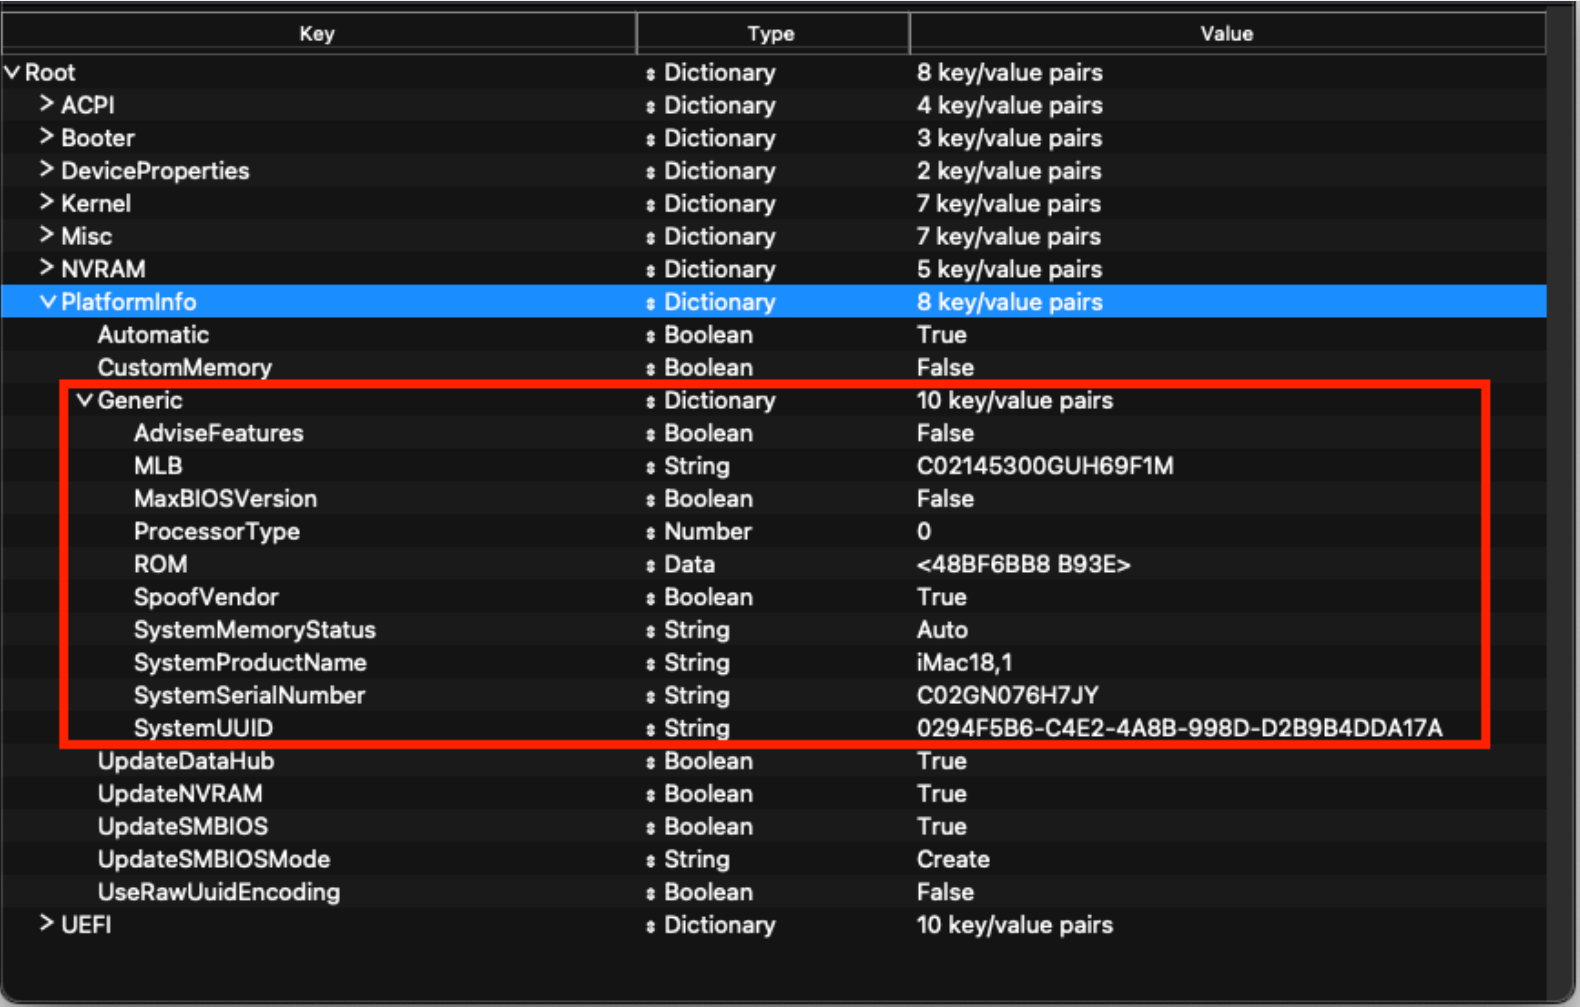 Key Type Value
Root Dictionary 8 key/value pairs
ACPI Dictionary 4 key/value pairs
Booter Dictionary 3 key/value pairs
DeviceProperties Dictionary 2 key/value pairs
Kernel Dictionary 7 key/value pairs
Misc Dictionary 7 key/value pairs
NVRAM Dictionary 5 key/value pairs
PlatformInfo Dictionary 8 key/value pairs
Automatic Boolean True
CustomMemory Boolean False
Generic Dictionary 10 key/value pairs
AdviseFeatures Boolean False
MLB String C02145300GUH69F1M
MaxBIOSVersion Boolean False
ProcessorType Number 0
ROM Data <48BF6BB8 B93E>
SpoofVendor Boolean True
SystemMemoryStatus String Auto
SystemProductName String iMac18,1
SystemSerialNumber String C02GN076H7JY
SystemUUID String 0294F5B6-C4E2-4A8B-998D-D2B9B4DDA17A
UpdateDataHub Boolean True
UpdateNVRAM Boolean True
UpdateSMBIOS Boolean True
UpdateSMBIOSMode String Create
UseRawUuidEncoding Boolean False
UEFI Dictionary 10 key/value pairs